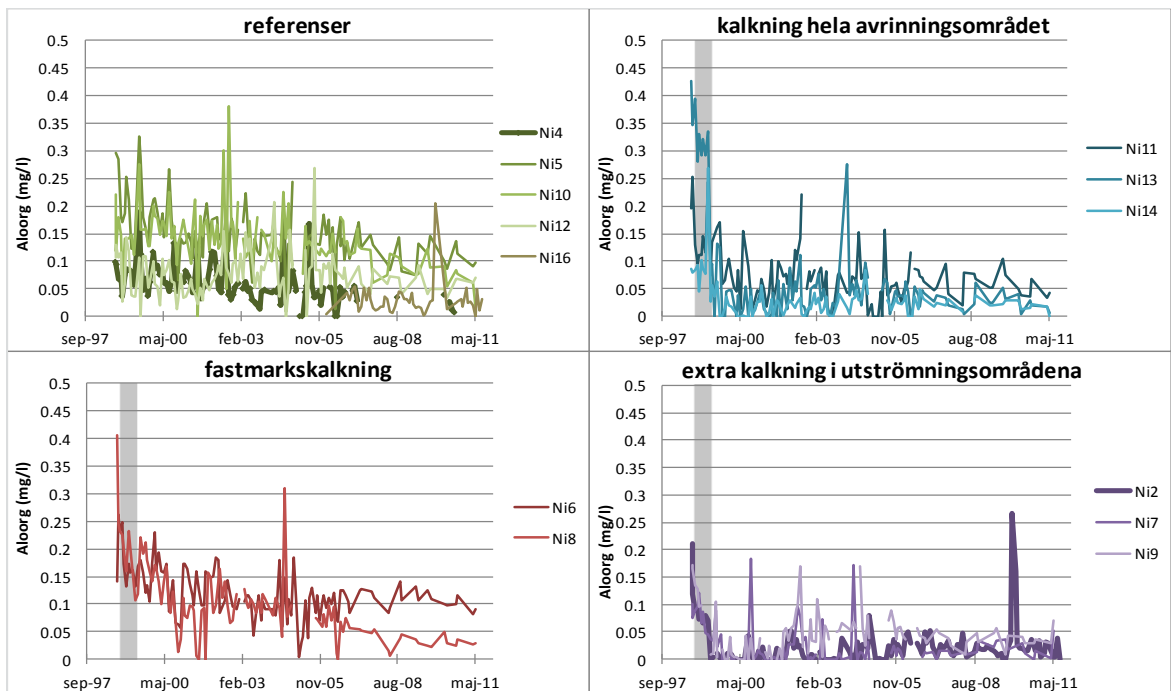 referenser
0.5
0.45
0.4
0.35
0.3
0.25
0.2
0.15
0.1
0.05
0
Aloorg (mg/l)
sep-97 maj-00 feb-03 nov-05 aug-08 maj-11
Ni4
Ni5
Ni10
Ni12
Ni16
kalkning hela avrinningsområdet
0.5
0.45
0.4
0.35
0.3
0.25
0.2
0.15
0.1
0.05
0
Aloorg (mg/l)
sep-97 maj-00 feb-03 nov-05 aug-08 maj-11
Ni11
Ni13
Ni14
fastmarkskalkning
0.5
0.45
0.4
0.35
0.3
0.25
0.2
0.15
0.1
0.05
0
Aloorg (mg/l)
sep-97 maj-00 feb-03 nov-05 aug-08 maj-11
Ni6
Ni8
extra kalkning i utströmningsområdena
0.5
0.45
0.4
0.35
0.3
0.25
0.2
0.15
0.1
0.05
0
Aloorg (mg/l)
sep-97 maj-00 feb-03 nov-05 aug-08 maj-11
Ni2
Ni7
Ni9